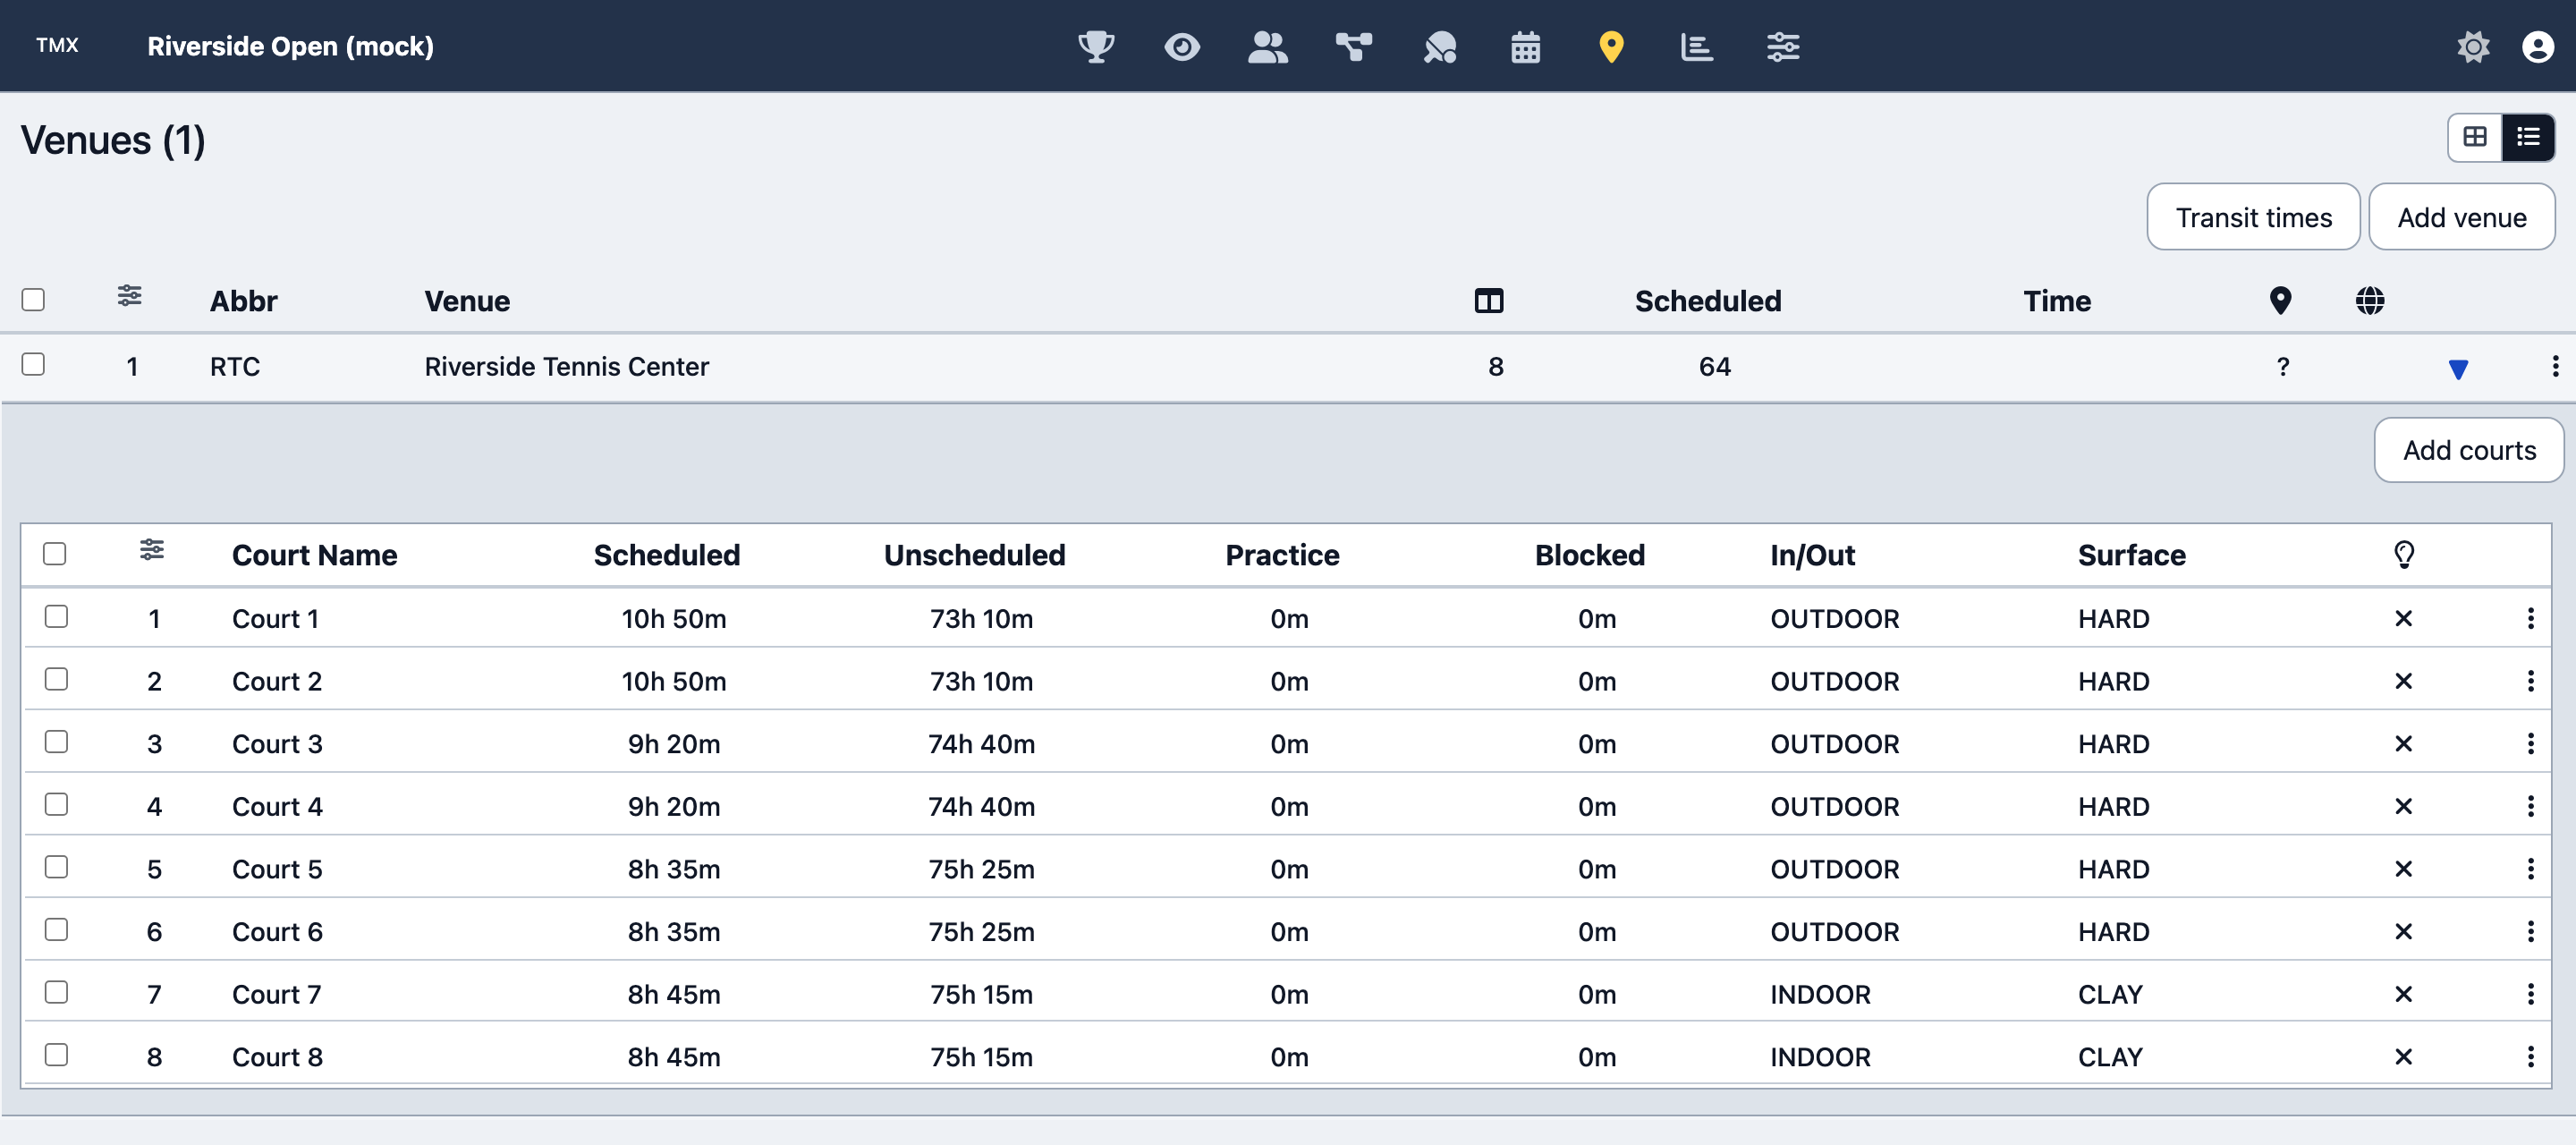 TMX Riverside Open (mock)
Venues (1)
Transit times Add venue
Abbr Venue Scheduled Time
1 RTC Riverside Tennis Center 8 64 ?
Add courts
Court Name Scheduled Unscheduled Practice Blocked In/Out Surface
1 Court 1 10h 50m 73h 10m 0m 0m OUTDOOR HARD
2 Court 2 10h 50m 73h 10m 0m 0m OUTDOOR HARD
3 Court 3 9h 20m 74h 40m 0m 0m OUTDOOR HARD
4 Court 4 9h 20m 74h 40m 0m 0m OUTDOOR HARD
5 Court 5 8h 35m 75h 25m 0m 0m OUTDOOR HARD
6 Court 6 8h 35m 75h 25m 0m 0m OUTDOOR HARD
7 Court 7 8h 45m 75h 15m 0m 0m INDOOR CLAY
8 Court 8 8h 45m 75h 15m 0m 0m INDOOR CLAY